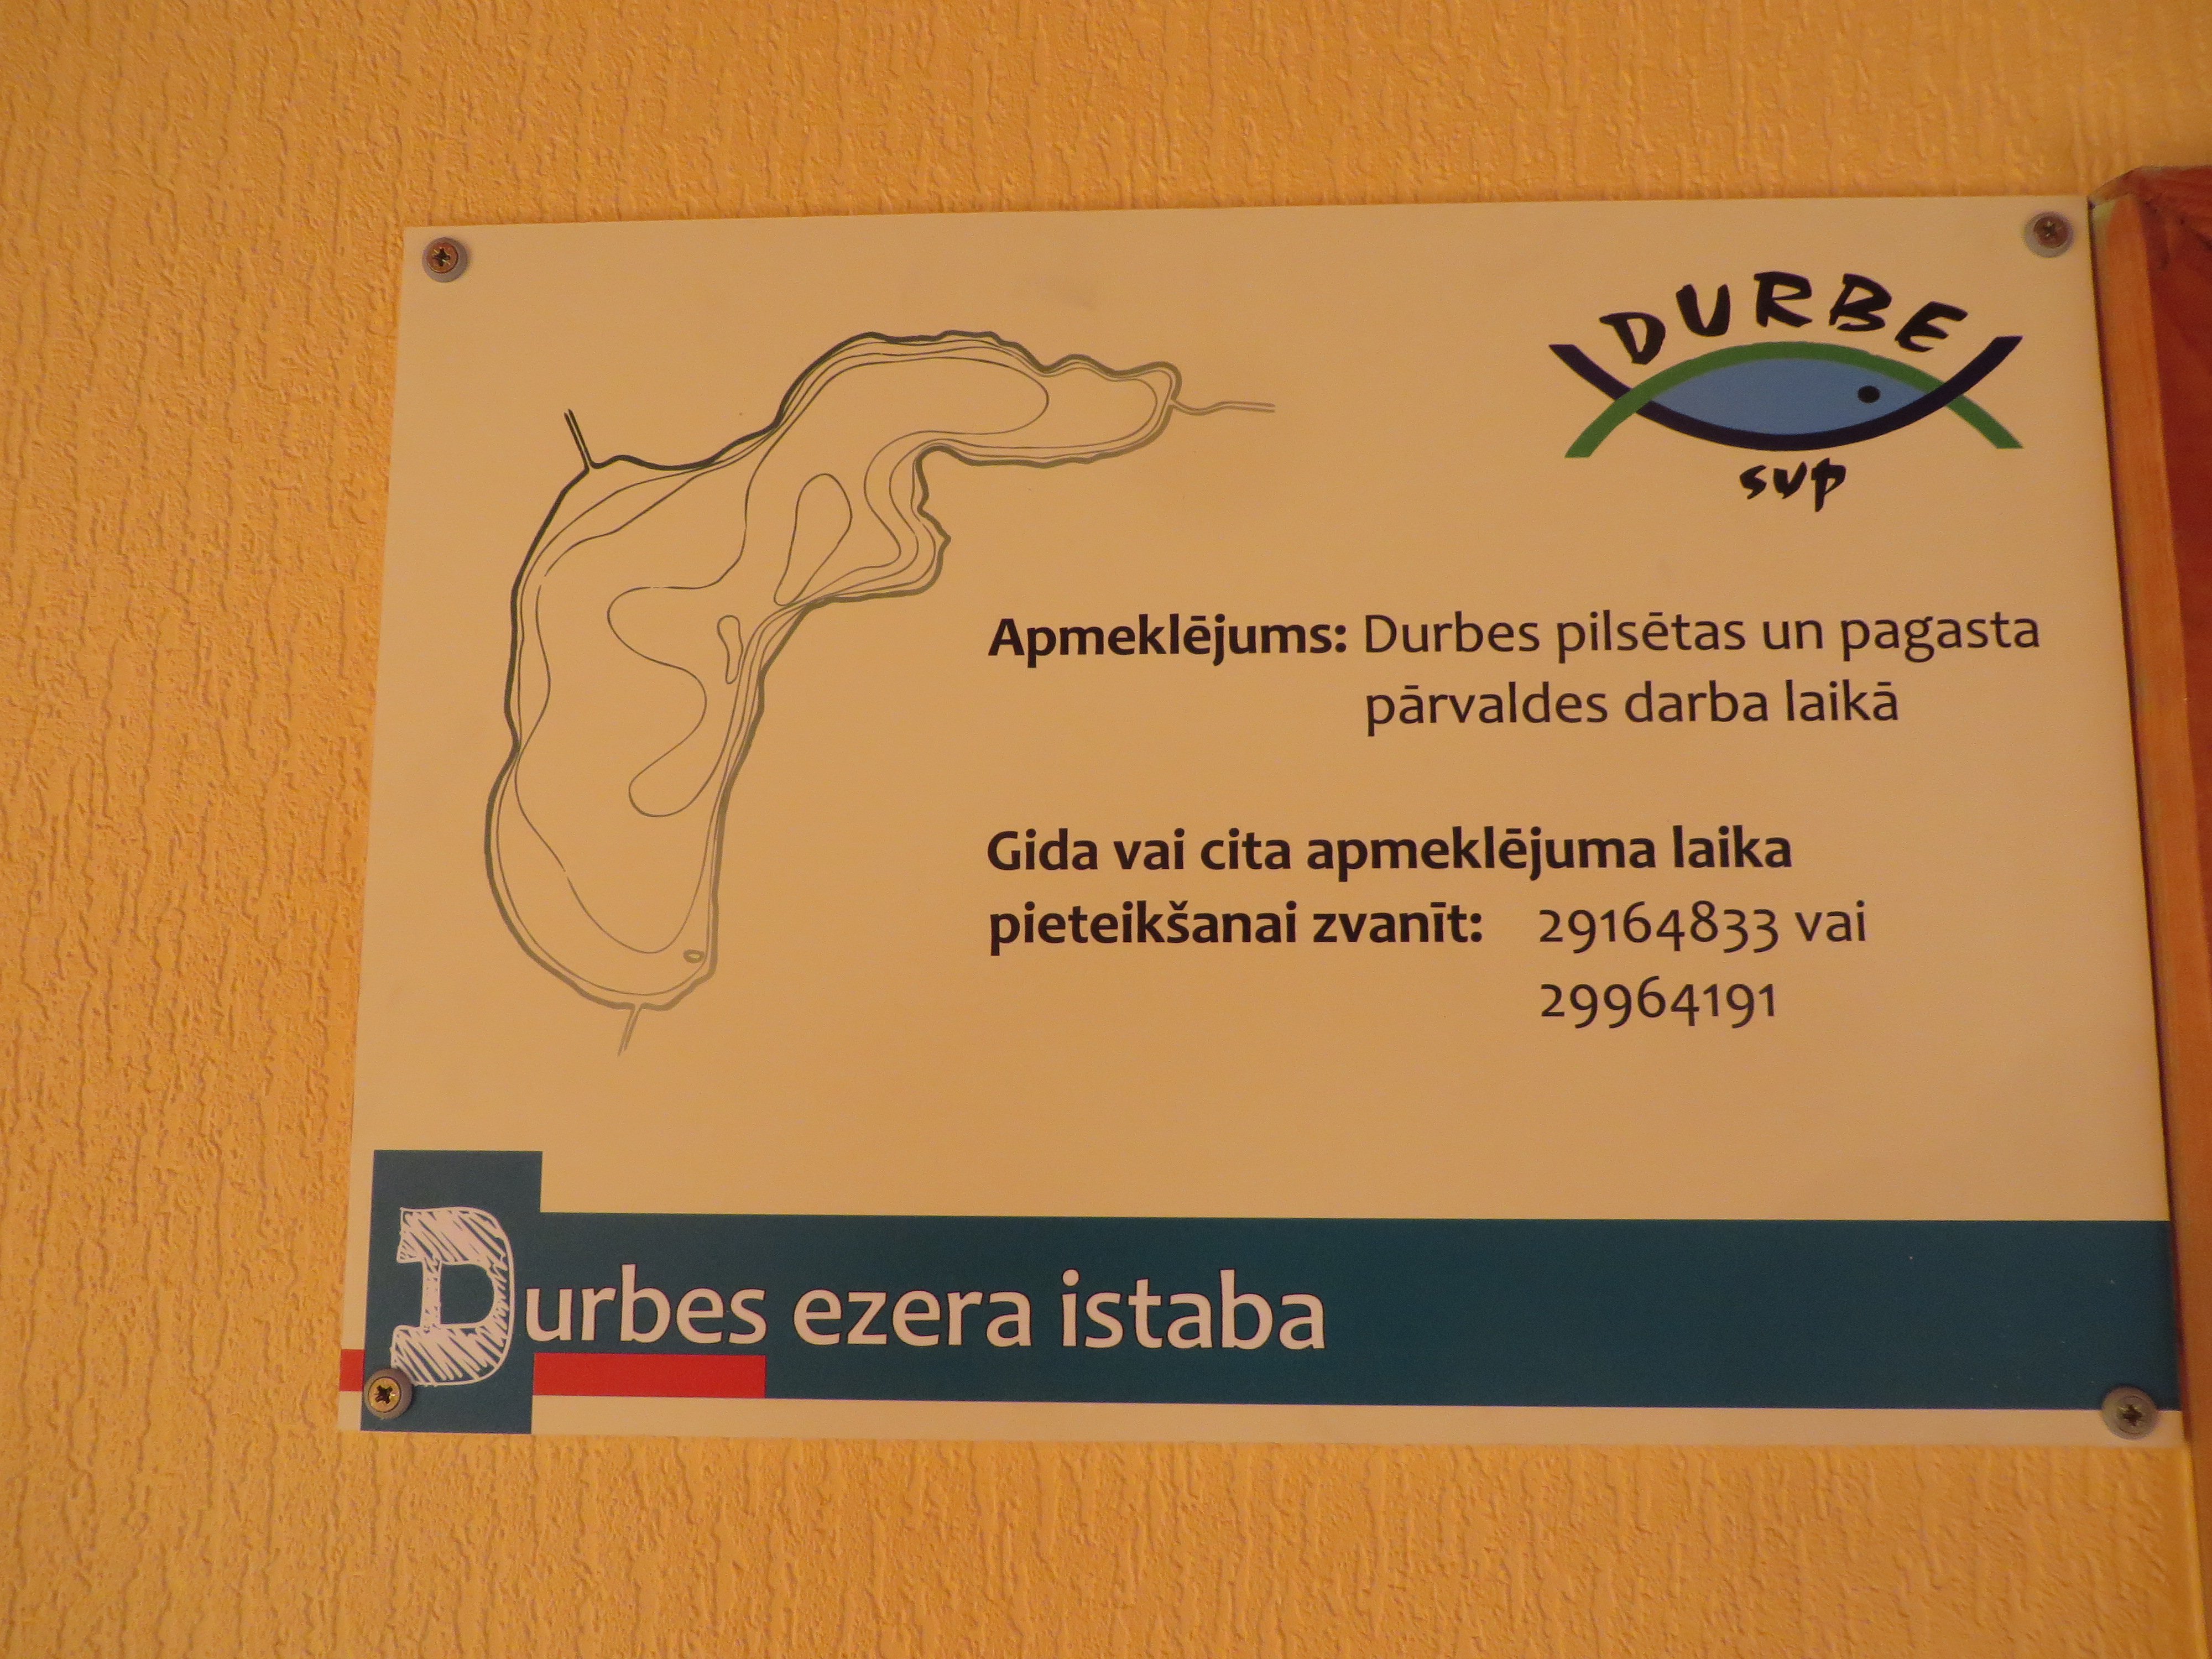 DURBE
sup
Apmeklējums: Durbes pilsētas un pagasta
pārvaldes darba laikā
Gida vai cita apmeklējuma laika
pieteikšanai zvanīt: 29164833 vai
29964191
Durbes ezera istaba